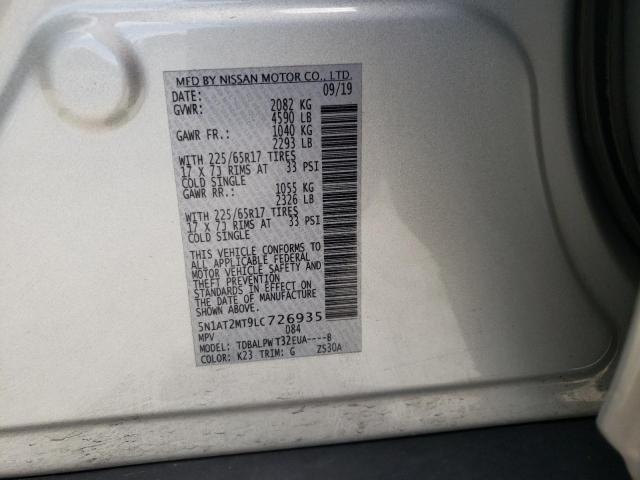 MFD BY NISSAN MOTOR CO., LTD.
DATE: 09/19
GVWR: 2082 KG
4590 LB
GAWR FR.: 1040 KG
2293 LB
WITH 225/65R17 TIRES
17 X 7J RIMS AT 33 PSI
COLD SINGLE
GAWR RR.: 1055 KG
2326 LB
WITH 225/65R17 TIRES
17 X 7J RIMS AT 33 PSI
COLD SINGLE
THIS VEHICLE CONFORMS TO
ALL APPLICABLE FEDERAL
MOTOR VEHICLE SAFETY AND
THEFT PREVENTION
STANDARDS IN EFFECT ON
THE DATE OF MANUFACTURE
SHOWN ABOVE.
5N1AT2MT9LC726935
MPV 084
MODEL: TDBALPWT32EUA----B
COLOR: K23 TRIM: G ZS30A